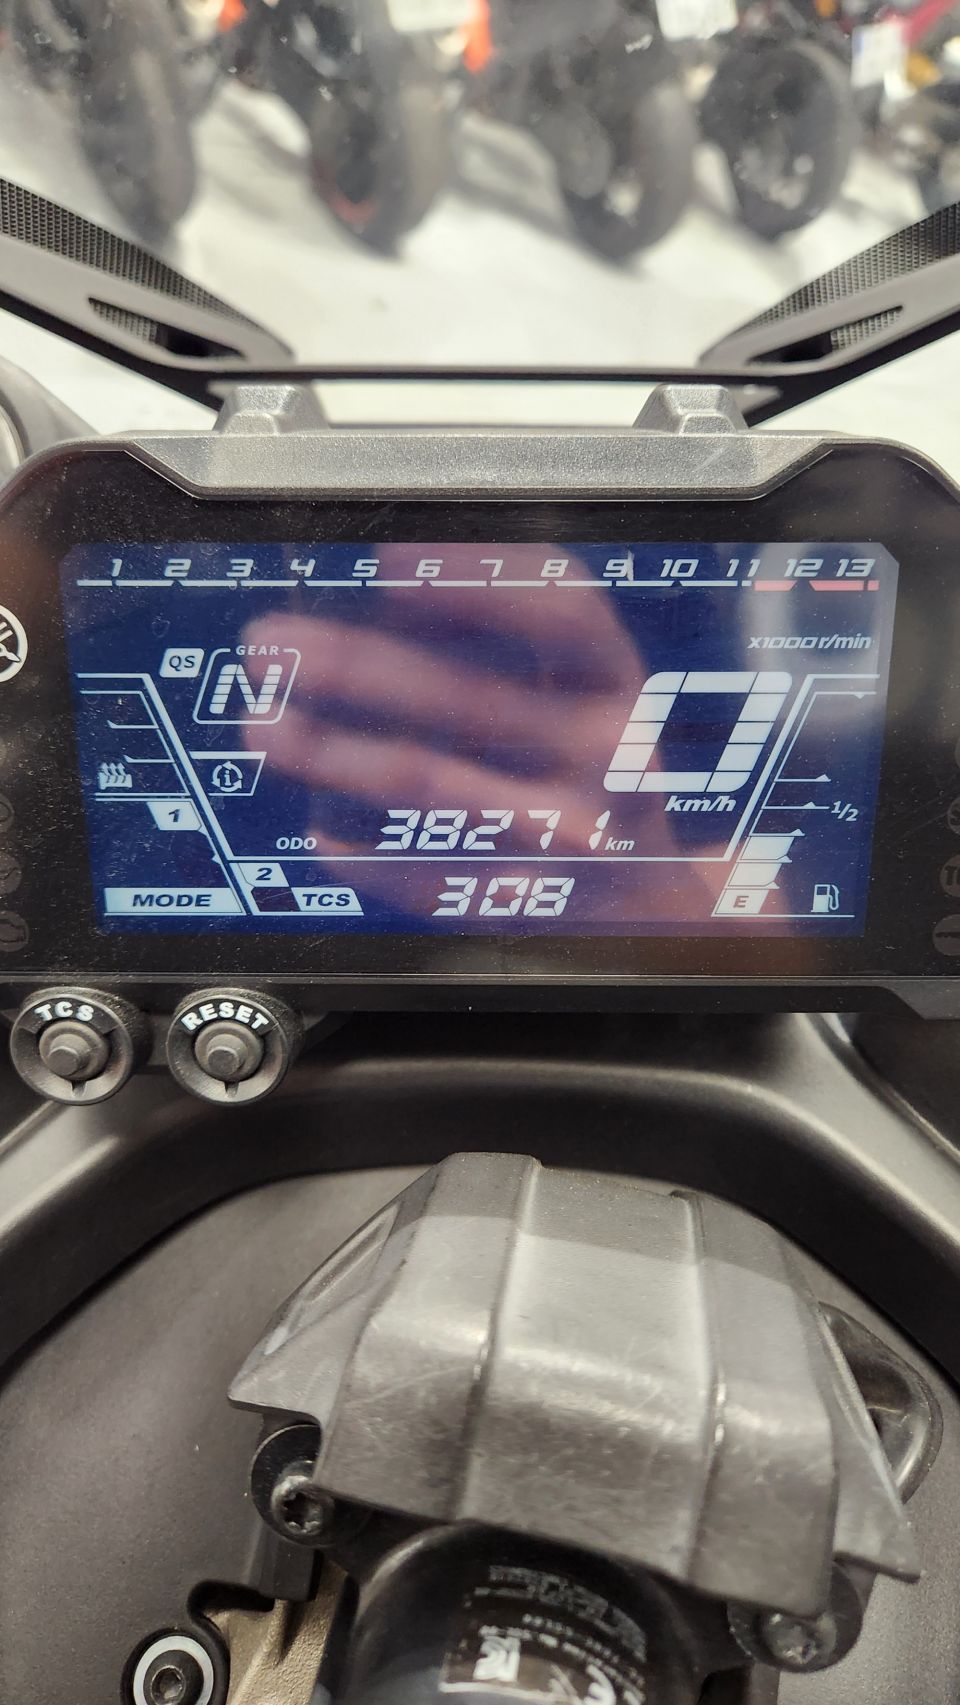 1 2 3 4 5 6 7 8 9 10 11 12 13
x1000r/min
QS GEAR
N
0
km/h
1/2
1
ODO 38271 km
2
MODE TCS 308 E
TCS RESET